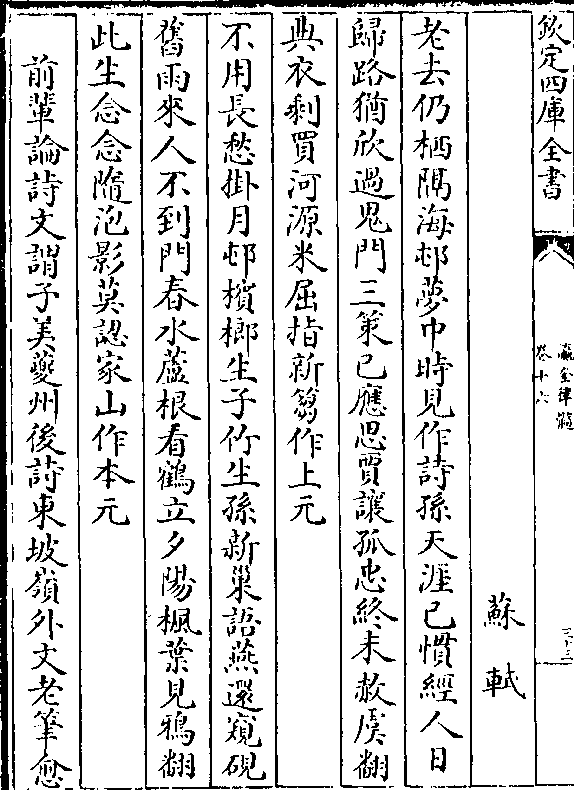 欽定四庫全書
瀛奎律髓
卷十六
三十三
蘇軾
老去仍栖隅海邨夢中時見作詩孫天涯已慣經人日
歸路猶欣過鬼門三策已應思賈讓孤忠終未赦虞翻
典衣剩買河源米屈指新篘作上元
不用長愁掛月邨檳榔生子竹生孫新巢語燕還窺硯
舊雨來人不到門春水蘆根看鶴立夕陽楓葉見鴉翻
此生念念隨泡影莫認家山作本元
前輩論詩文謂子美夔州後詩東坡嶺外文老筆愈